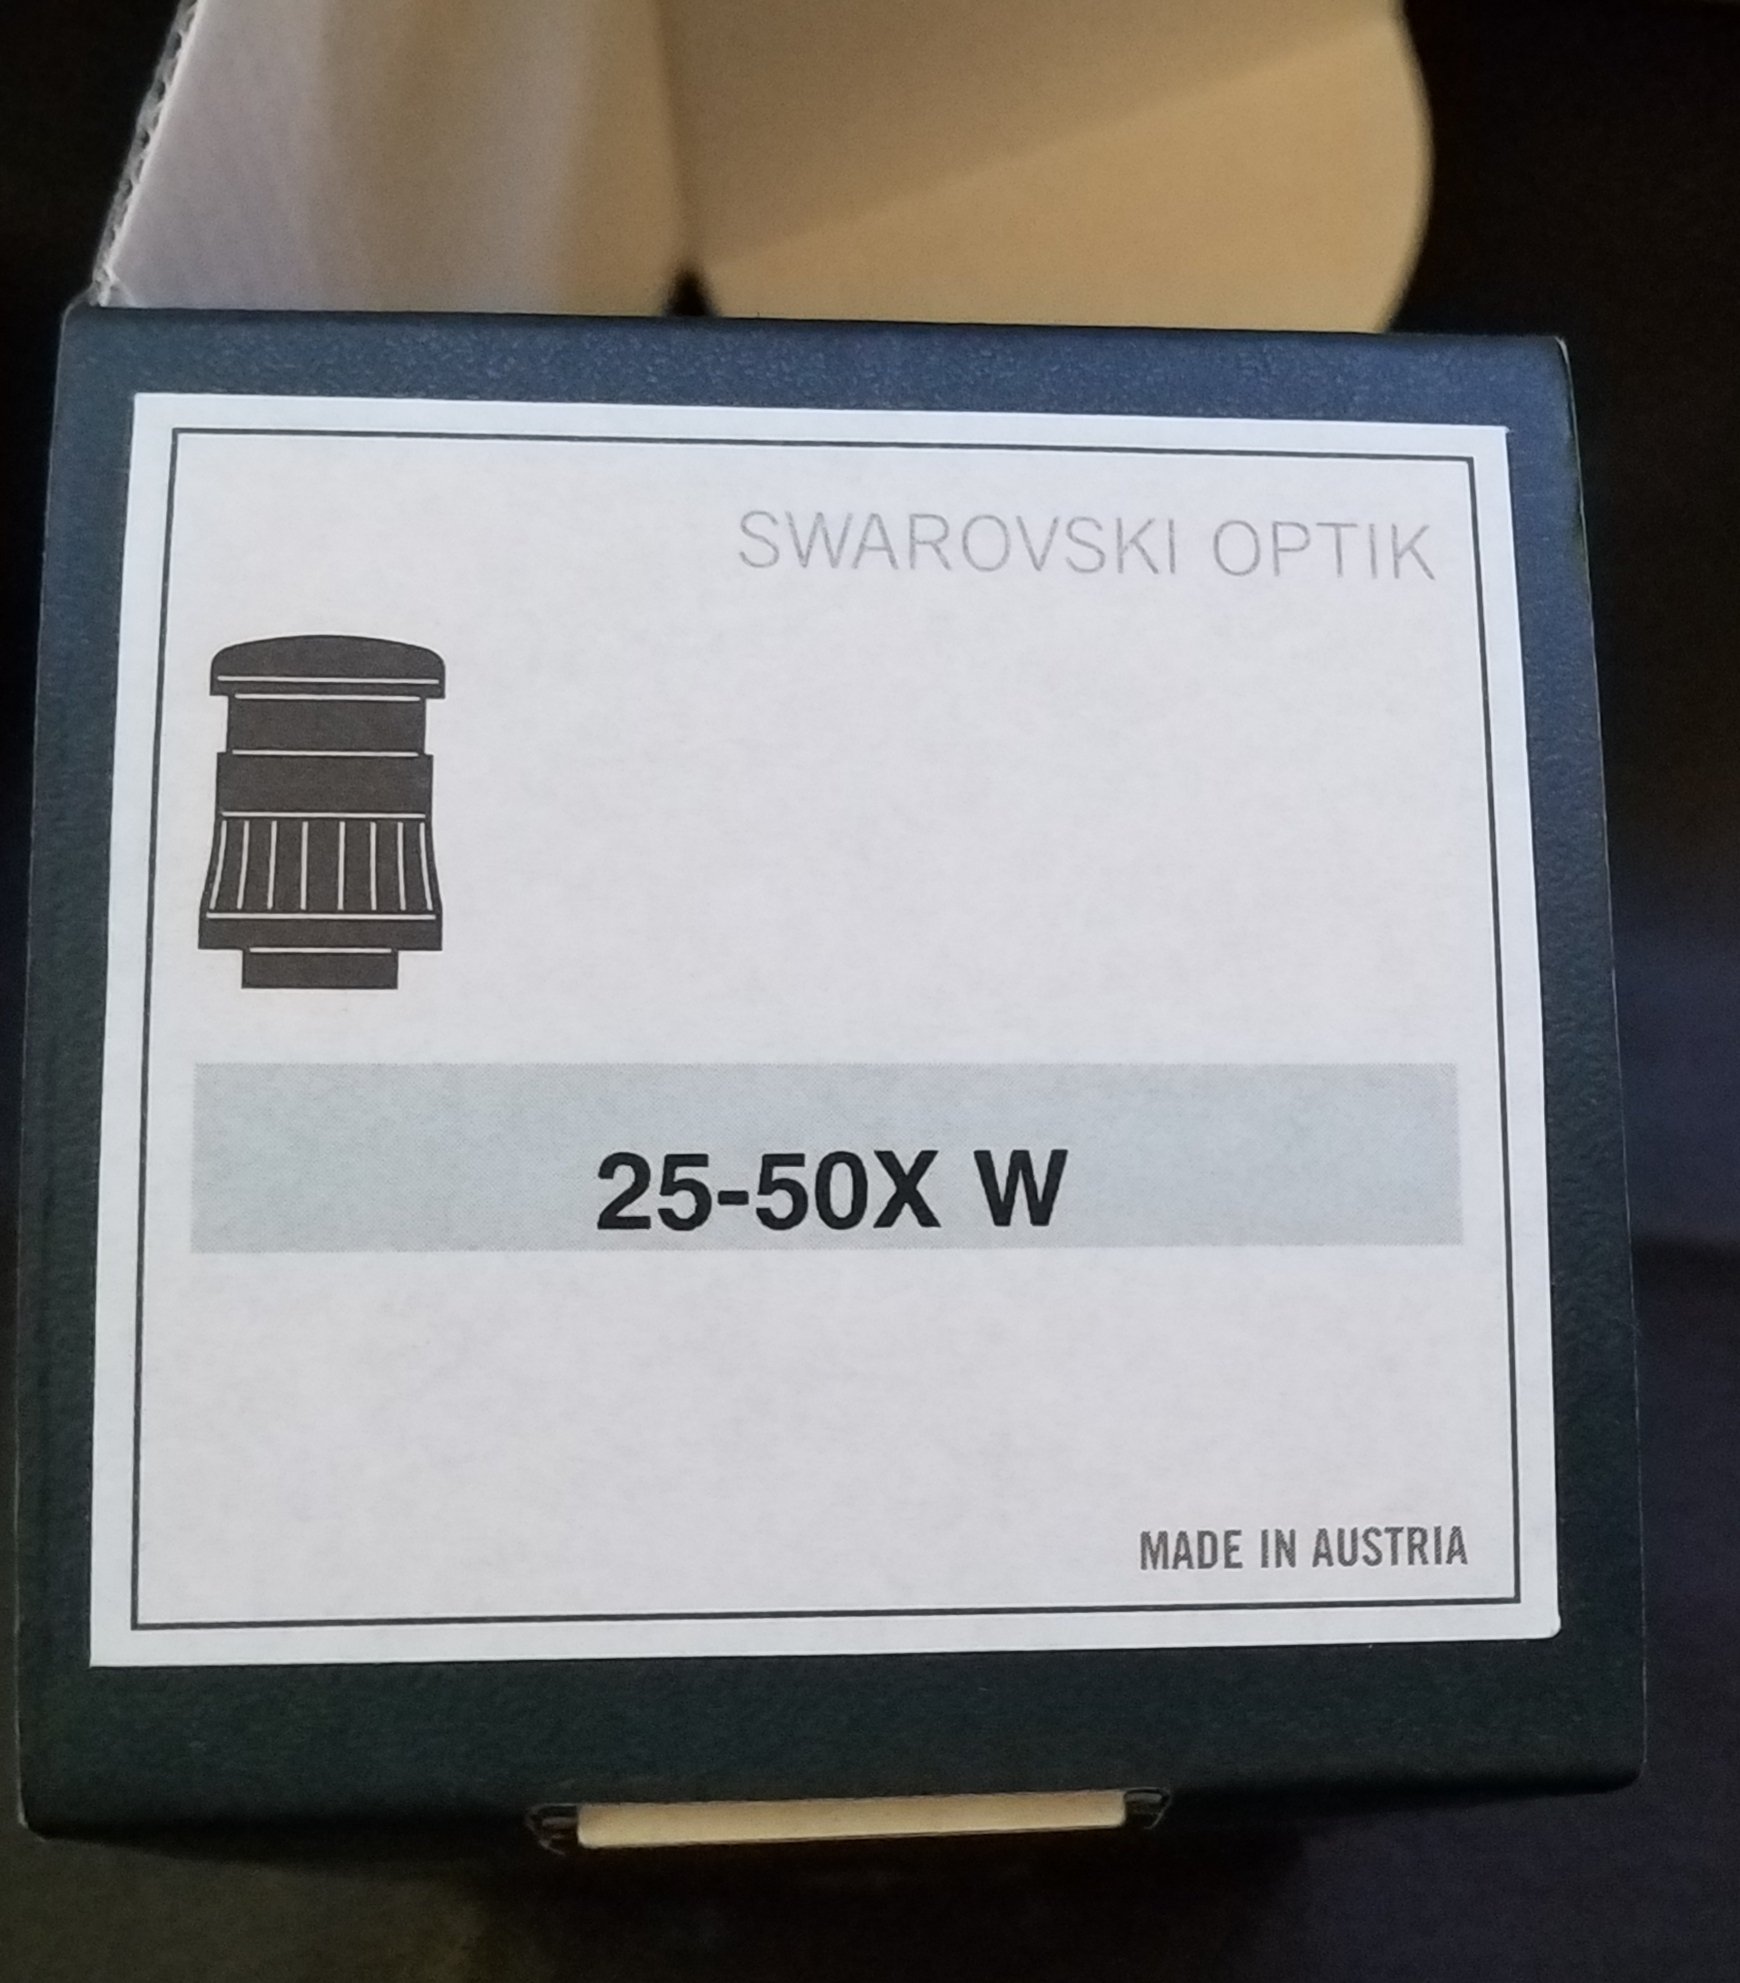 SWAROVSKI OPTIK
25-50X W
MADE IN AUSTRIA